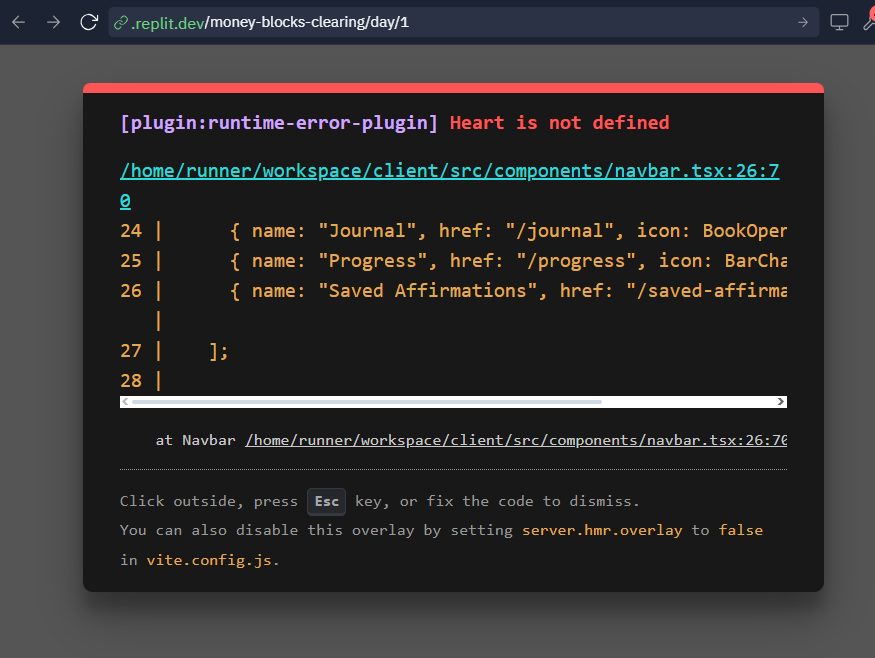 .replit.dev/money-blocks-clearing/day/1
[plugin:runtime-error-plugin] Heart is not defined
/home/runner/workspace/client/src/components/navbar.tsx:26:7
0
24 |      { name: "Journal", href: "/journal", icon: BookOpen
25 |      { name: "Progress", href: "/progress", icon: BarCha
26 |      { name: "Saved Affirmations", href: "/saved-affirma
|
27 |    ];
28 |
at Navbar /home/runner/workspace/client/src/components/navbar.tsx:26:70
Click outside, press Esc key, or fix the code to dismiss.
You can also disable this overlay by setting server.hmr.overlay to false
in vite.config.js.